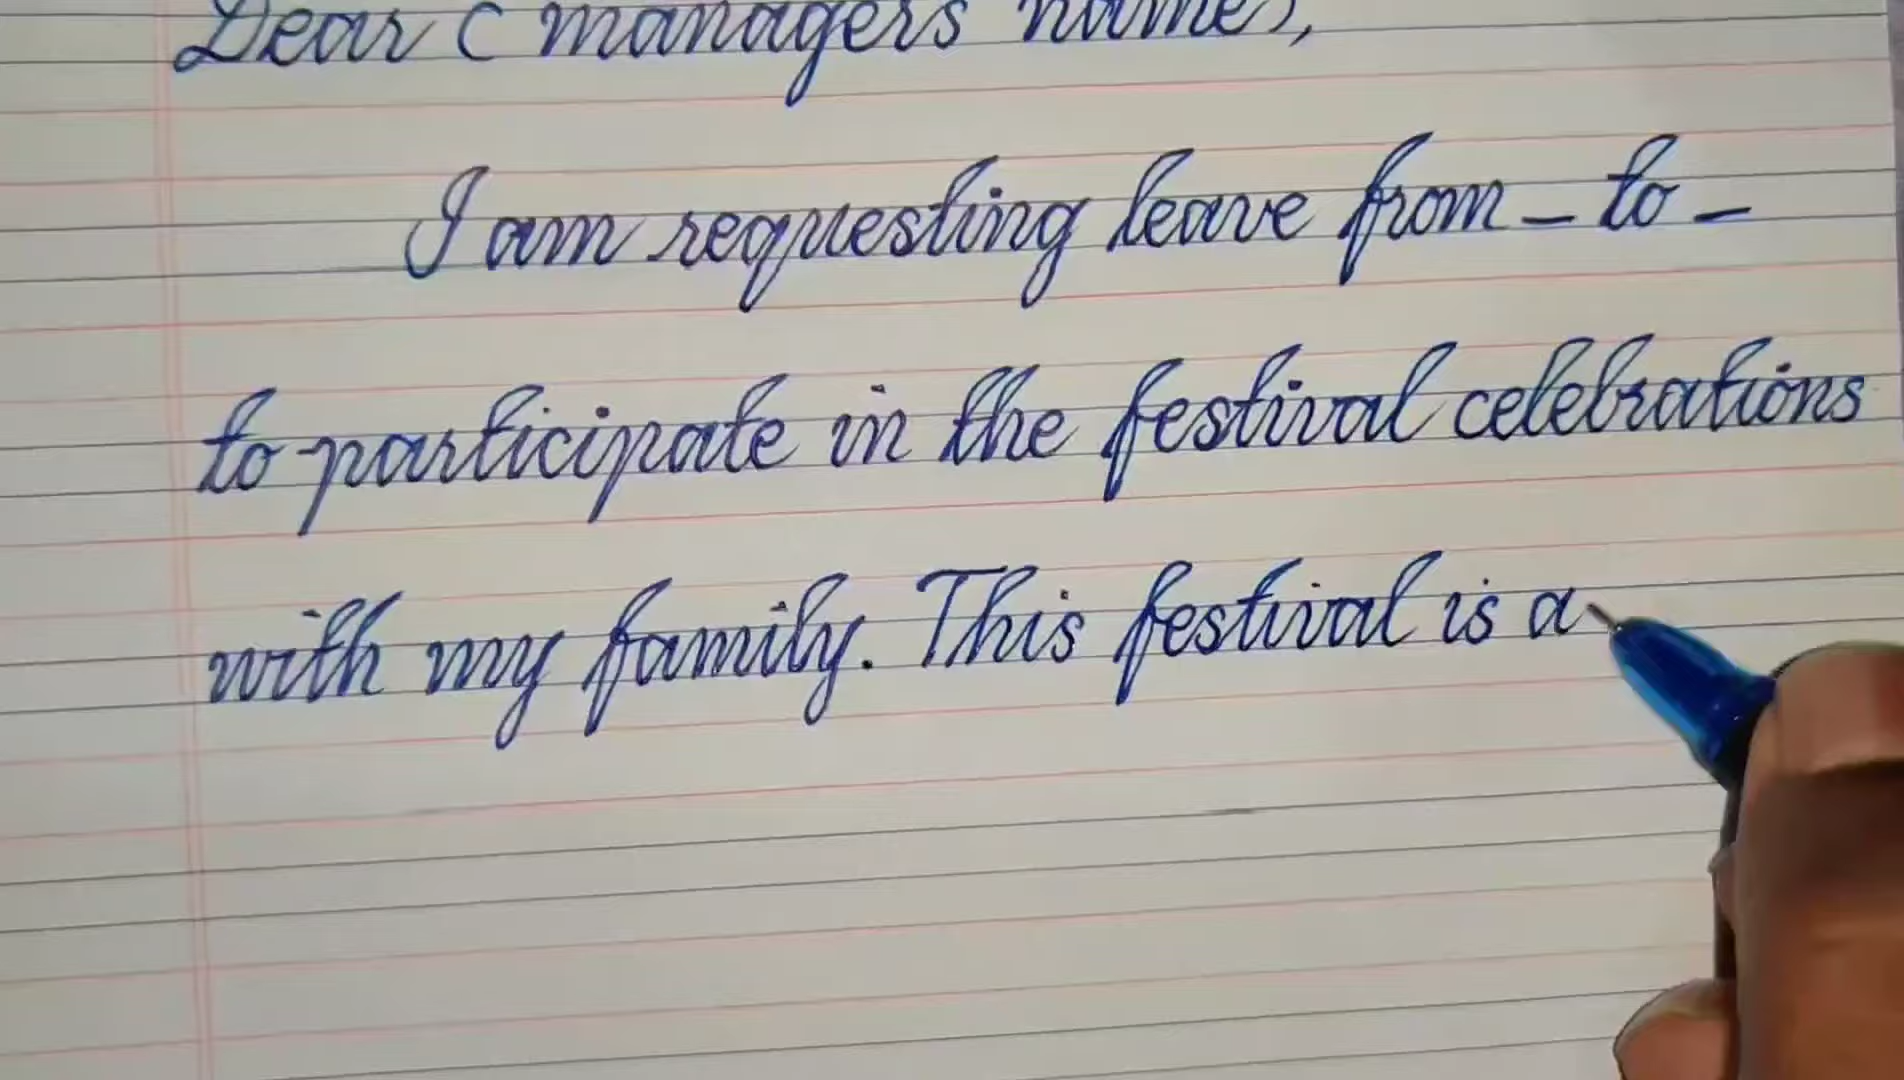 Dear ( managers name),
I am requesting leave from _ to _
to participate in the festival celebrations
with my family. This festival is a